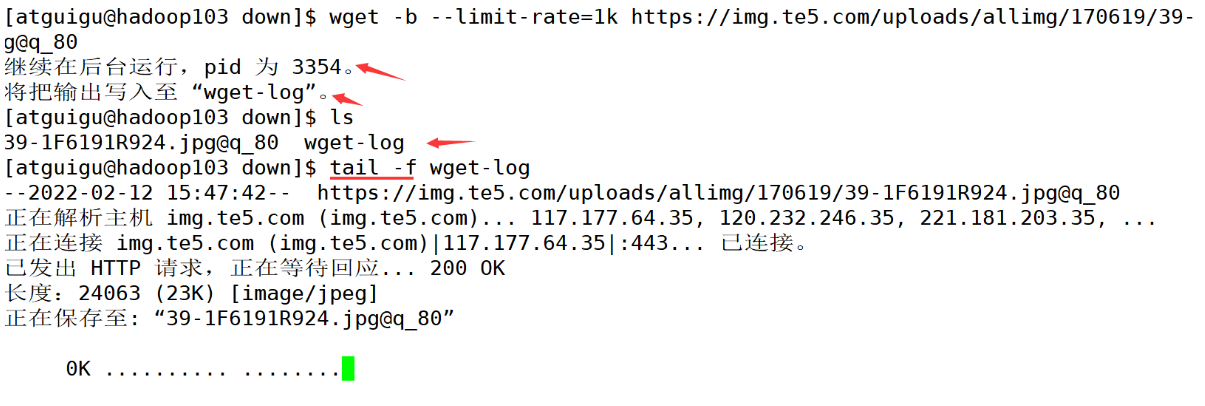 [atguigu@hadoop103 down]$ wget -b --limit-rate=1k https://img.te5.com/uploads/allimg/170619/39-
g@q_80
继续在后台运行，pid 为 3354。
将把输出写入至 “wget-log”。
[atguigu@hadoop103 down]$ ls
39-1F6191R924.jpg@q_80  wget-log
[atguigu@hadoop103 down]$ tail -f wget-log
--2022-02-12 15:47:42--  https://img.te5.com/uploads/allimg/170619/39-1F6191R924.jpg@q_80
正在解析主机 img.te5.com (img.te5.com)... 117.177.64.35, 120.232.246.35, 221.181.203.35, ...
正在连接 img.te5.com (img.te5.com)|117.177.64.35|:443... 已连接。
已发出 HTTP 请求，正在等待回应... 200 OK
长度：24063 (23K) [image/jpeg]
正在保存至: “39-1F6191R924.jpg@q_80”
0K .......... ........